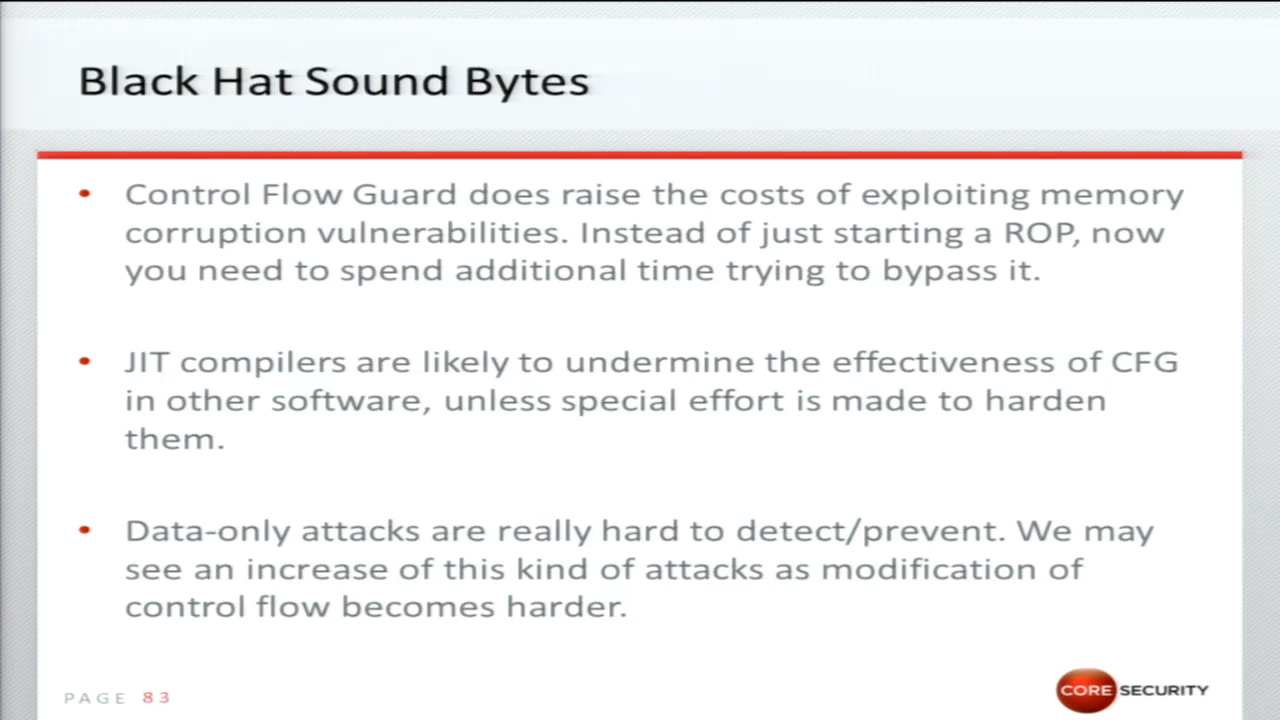 Black Hat Sound Bytes
• Control Flow Guard does raise the costs of exploiting memory
corruption vulnerabilities. Instead of just starting a ROP, now
you need to spend additional time trying to bypass it.
• JIT compilers are likely to undermine the effectiveness of CFG
in other software, unless special effort is made to harden
them.
• Data-only attacks are really hard to detect/prevent. We may
see an increase of this kind of attacks as modification of
control flow becomes harder.
PAGE 83
CORE SECURITY